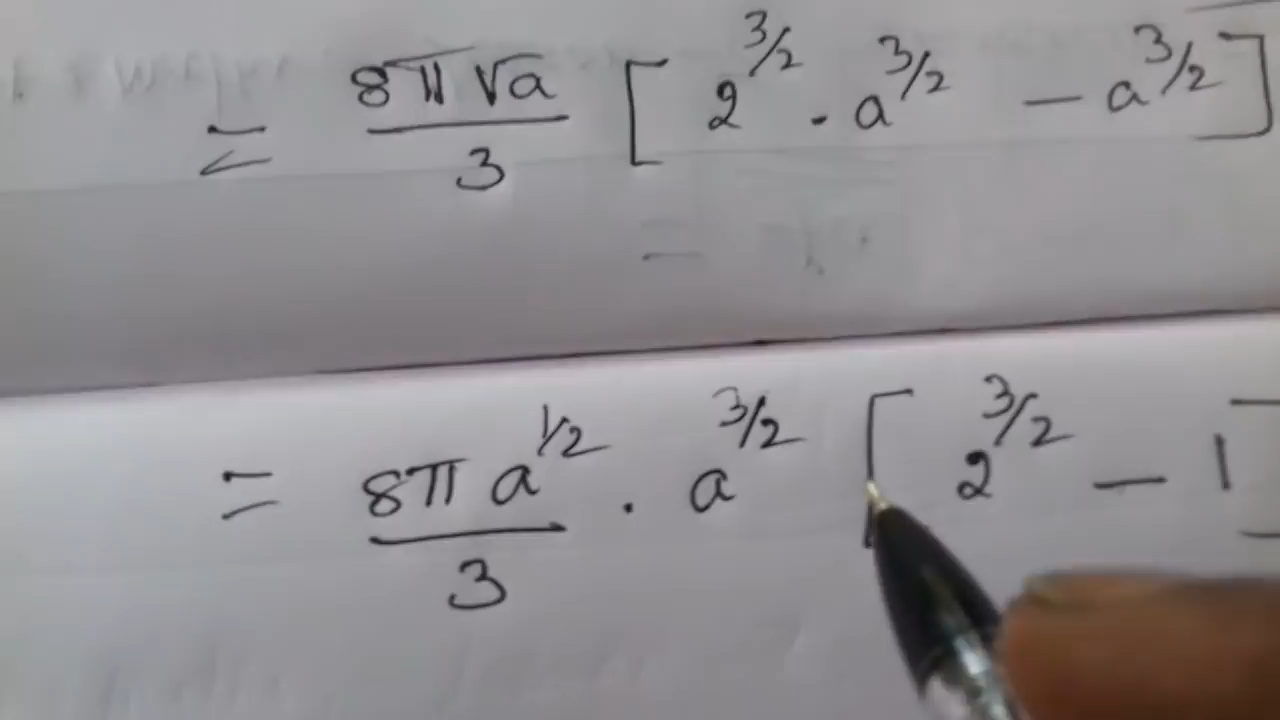 = 8π√a/3 [ 2^3/2 · a^3/2 - a^3/2 ]
= 8π a^1/2/3 · a^3/2 [ 2^3/2 - 1 ]